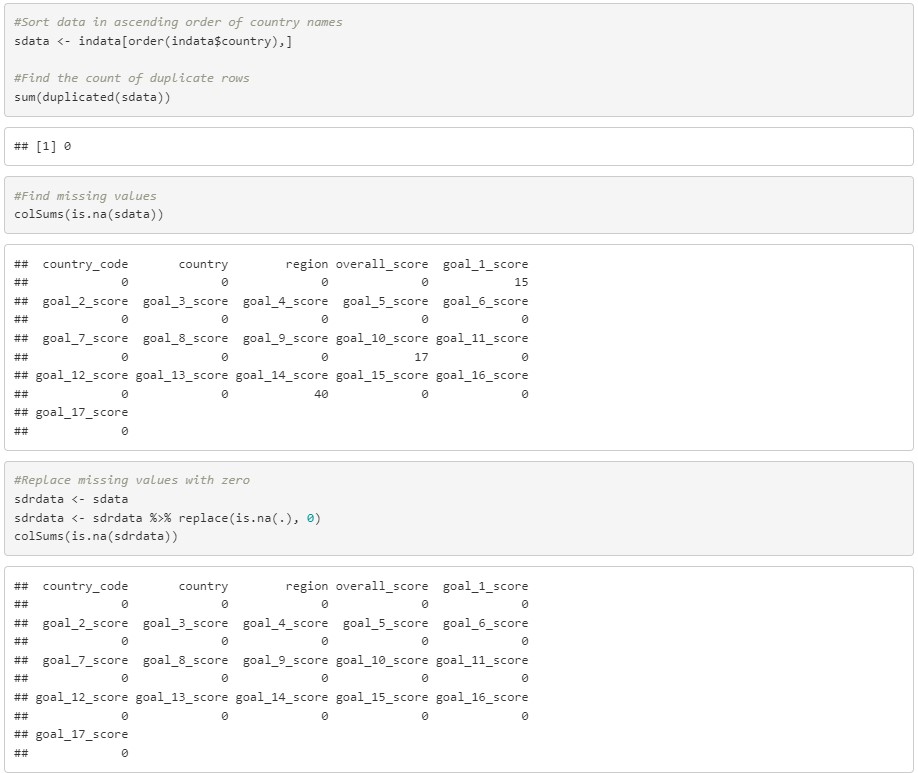 #Sort data in ascending order of country names
sdata <- indata[order(indata$country),]
#Find the count of duplicate rows
sum(duplicated(sdata))
## [1] 0
#Find missing values
colSums(is.na(sdata))
##  country_code       country        region overall_score  goal_1_score
##             0             0             0             0            15
##  goal_2_score  goal_3_score  goal_4_score  goal_5_score  goal_6_score
##             0             0             0             0             0
##  goal_7_score  goal_8_score  goal_9_score goal_10_score goal_11_score
##             0             0             0            17             0
## goal_12_score goal_13_score goal_14_score goal_15_score goal_16_score
##             0             0            40             0             0
## goal_17_score
##             0
#Replace missing values with zero
sdrdata <- sdata
sdrdata <- sdrdata %>% replace(is.na(.), 0)
colSums(is.na(sdrdata))
##  country_code       country        region overall_score  goal_1_score
##             0             0             0             0             0
##  goal_2_score  goal_3_score  goal_4_score  goal_5_score  goal_6_score
##             0             0             0             0             0
##  goal_7_score  goal_8_score  goal_9_score goal_10_score goal_11_score
##             0             0             0             0             0
## goal_12_score goal_13_score goal_14_score goal_15_score goal_16_score
##             0             0             0             0             0
## goal_17_score
##             0